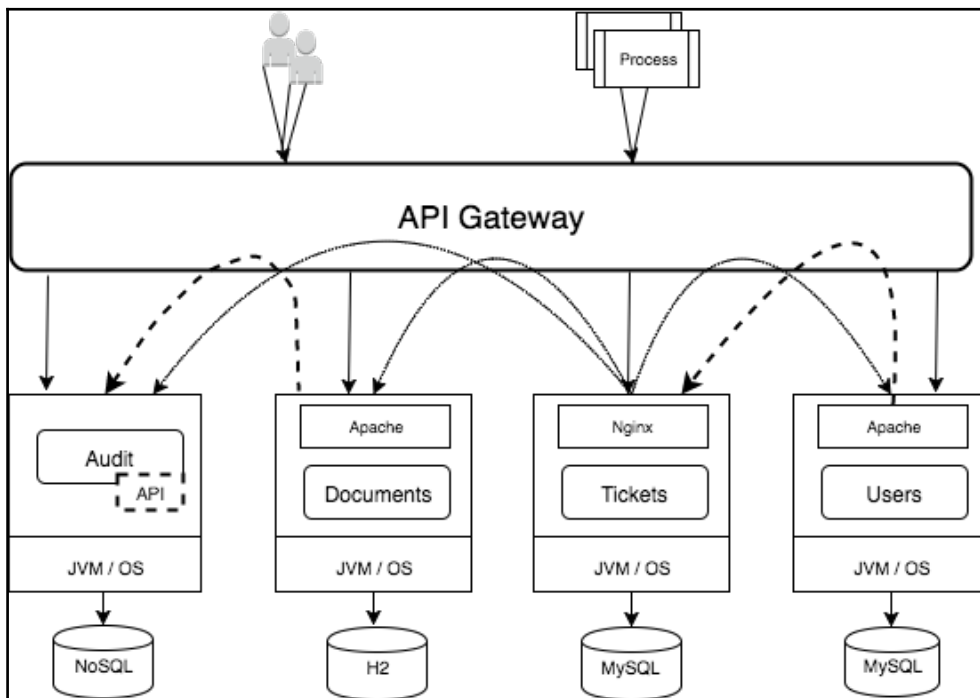 Process
API Gateway
Apache
Nginx
Apache
Audit
API
Documents
Tickets
Users
JVM / OS
JVM / OS
JVM / OS
JVM / OS
NoSQL
H2
MySQL
MySQL